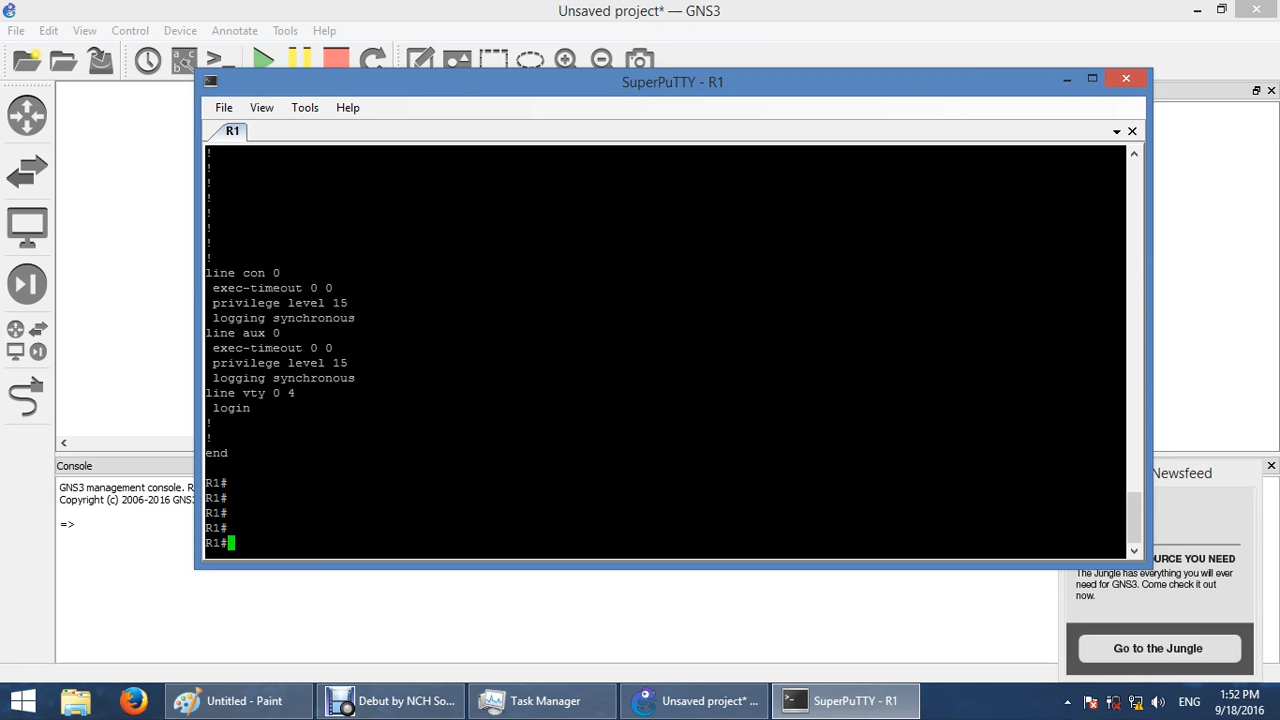 Unsaved project* — GNS3
File Edit View Control Device Annotate Tools Help
SuperPuTTY - R1
File View Tools Help
R1
!
!
!
!
!
!
!
!
line con 0
exec-timeout 0 0
privilege level 15
logging synchronous
line aux 0
exec-timeout 0 0
privilege level 15
logging synchronous
line vty 0 4
login
!
!
end
R1#
R1#
R1#
R1#
R1#
Console
GNS3 management console. R
Copyright (c) 2006-2016 GNS
=>
Newsfeed
OURCE YOU NEED
The Jungle has everything you will ever
need for GNS3. Come check it out
now.
Go to the Jungle
Untitled - Paint
Debut by NCH So...
Task Manager
Unsaved project*...
SuperPuTTY - R1
ENG
1:52 PM
9/18/2016